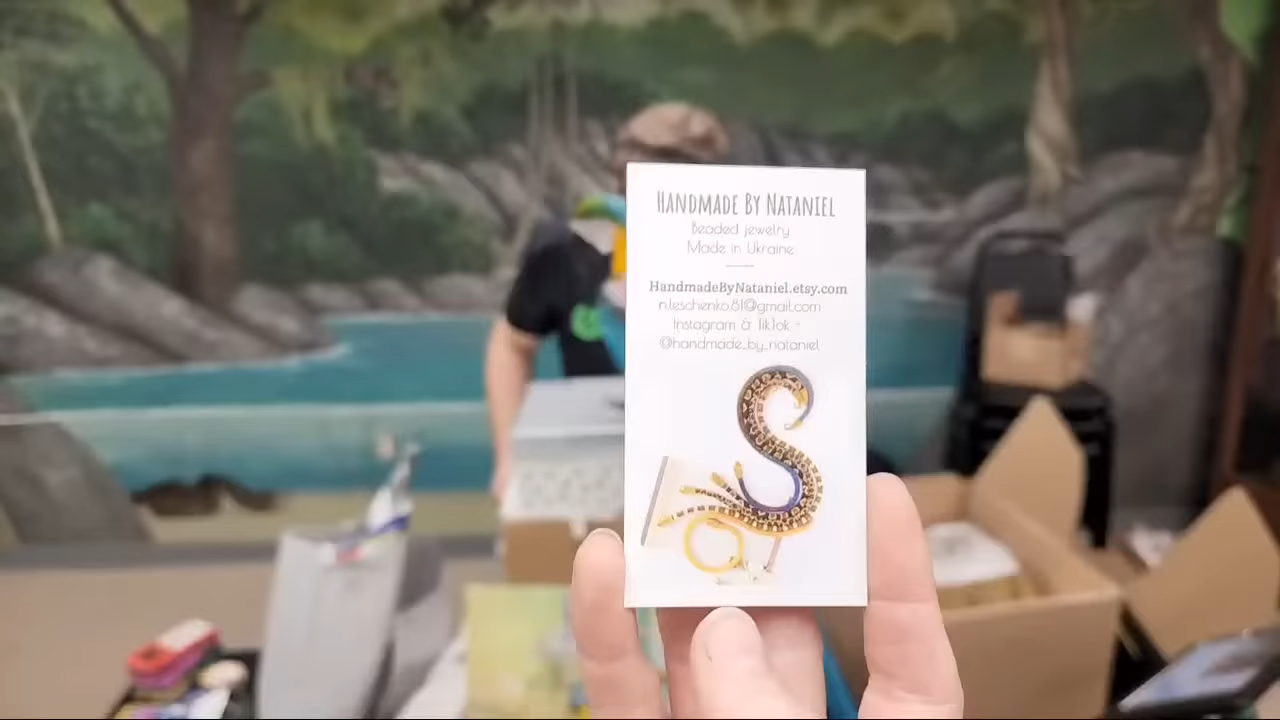 HANDMADE BY NATANIEL
Beaded jewelry
Made in Ukraine
HandmadeByNataniel.etsy.com
n.leschenko.81@gmail.com
Instagram & TikTok -
@handmade_by_nataniel